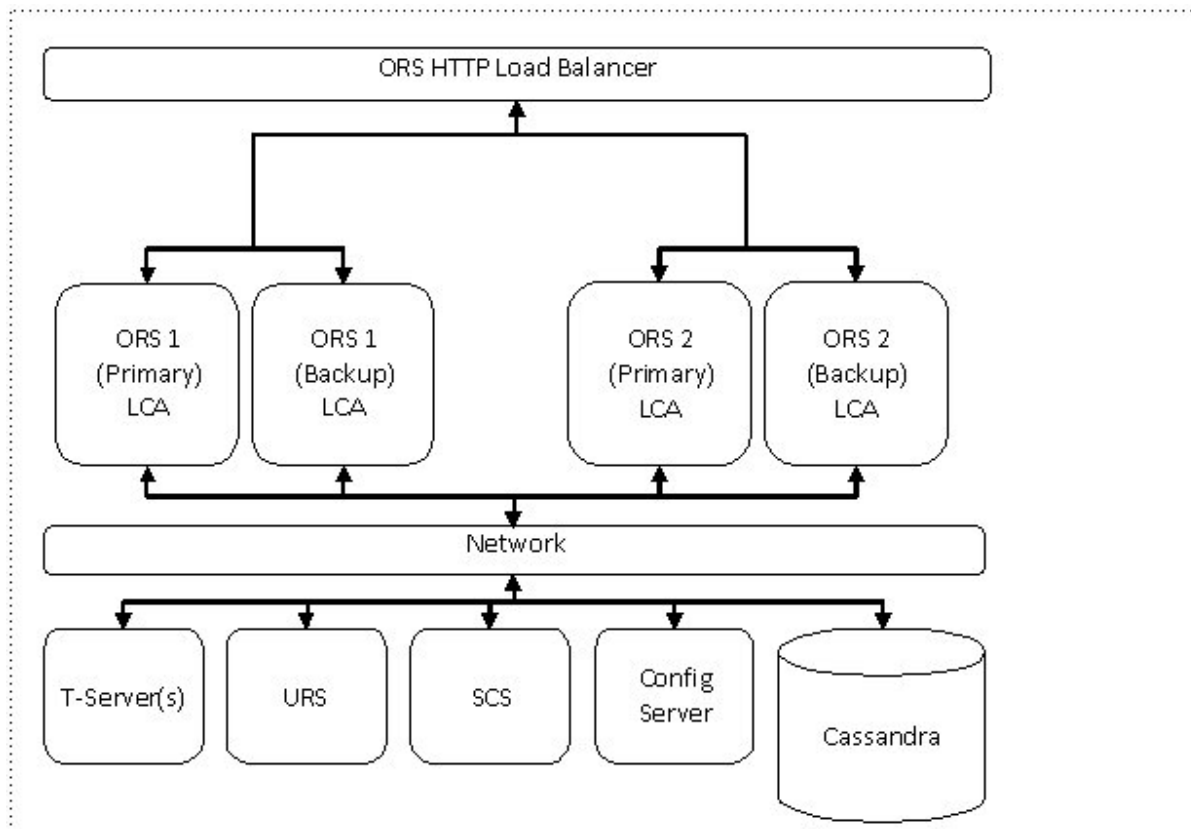 ORS HTTP Load Balancer
ORS 1
(Primary)
LCA
ORS 1
(Backup)
LCA
ORS 2
(Primary)
LCA
ORS 2
(Backup)
LCA
Network
T-Server(s)
URS
SCS
Config
Server
Cassandra